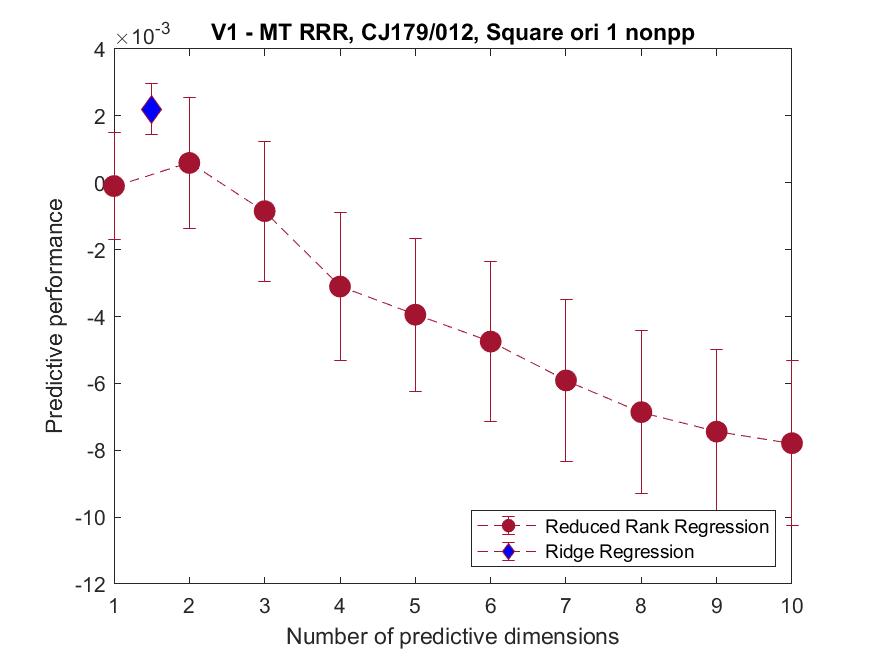 ×10-3
V1 - MT RRR, CJ179/012, Square ori 1 nonpp
4
2
0
-2
-4
-6
-8
-10
-12
Predictive performance
Reduced Rank Regression
Ridge Regression
1 2 3 4 5 6 7 8 9 10
Number of predictive dimensions